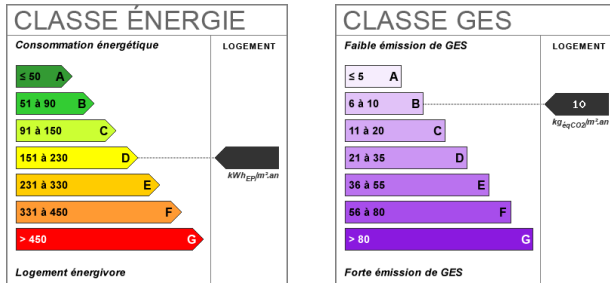 CLASSE ÉNERGIE
Consommation énergétique
LOGEMENT
≤ 50 A
51 à 90 B
91 à 150 C
151 à 230 D
kWhEP/m².an
231 à 330 E
331 à 450 F
> 450 G
Logement énergivore
CLASSE GES
Faible émission de GES
LOGEMENT
≤ 5 A
6 à 10 B
10
kgéqCO2/m².an
11 à 20 C
21 à 35 D
36 à 55 E
56 à 80 F
> 80 G
Forte émission de GES